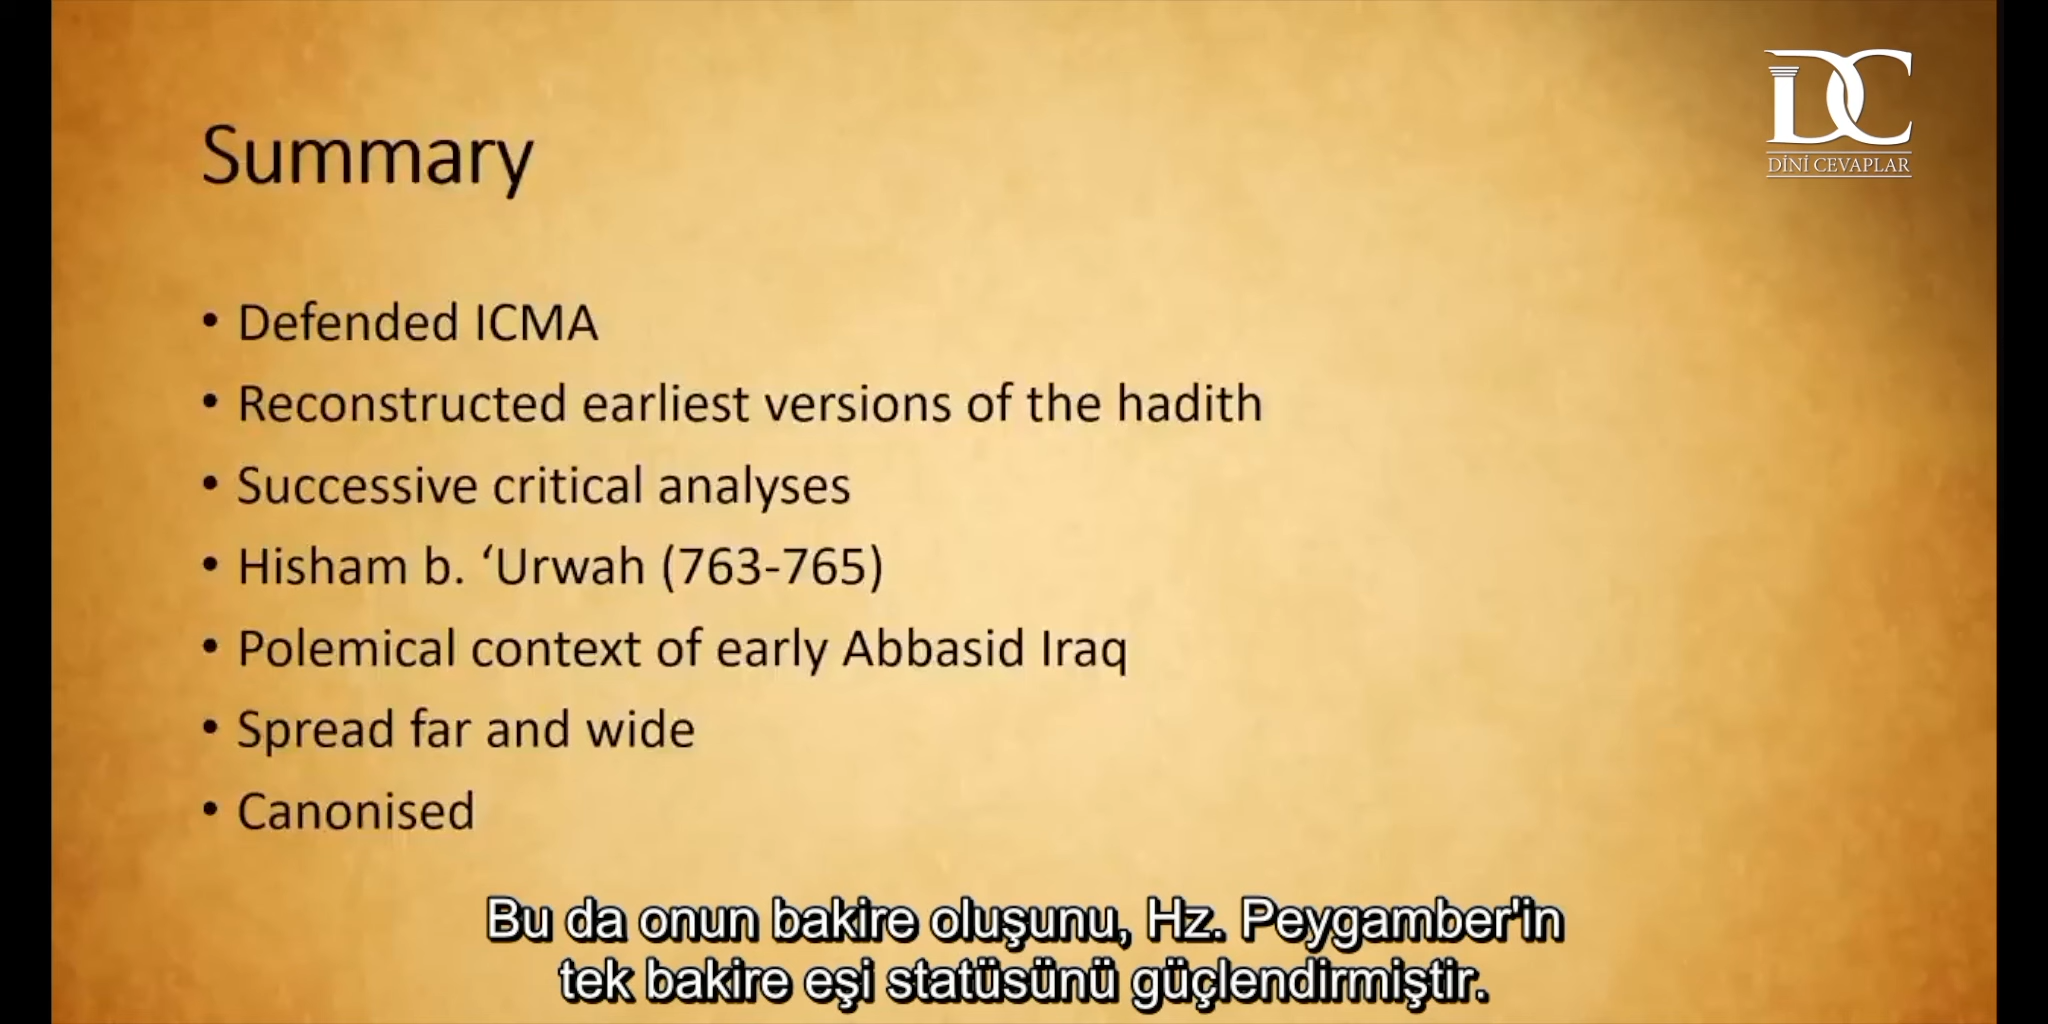 DC
DİNİ CEVAPLAR
Summary
• Defended ICMA
• Reconstructed earliest versions of the hadith
• Successive critical analyses
• Hisham b. ‘Urwah (763-765)
• Polemical context of early Abbasid Iraq
• Spread far and wide
• Canonised
Bu da onun bakire oluşunu, Hz. Peygamber'in
tek bakire eşi statüsünü güçlendirmiştir.